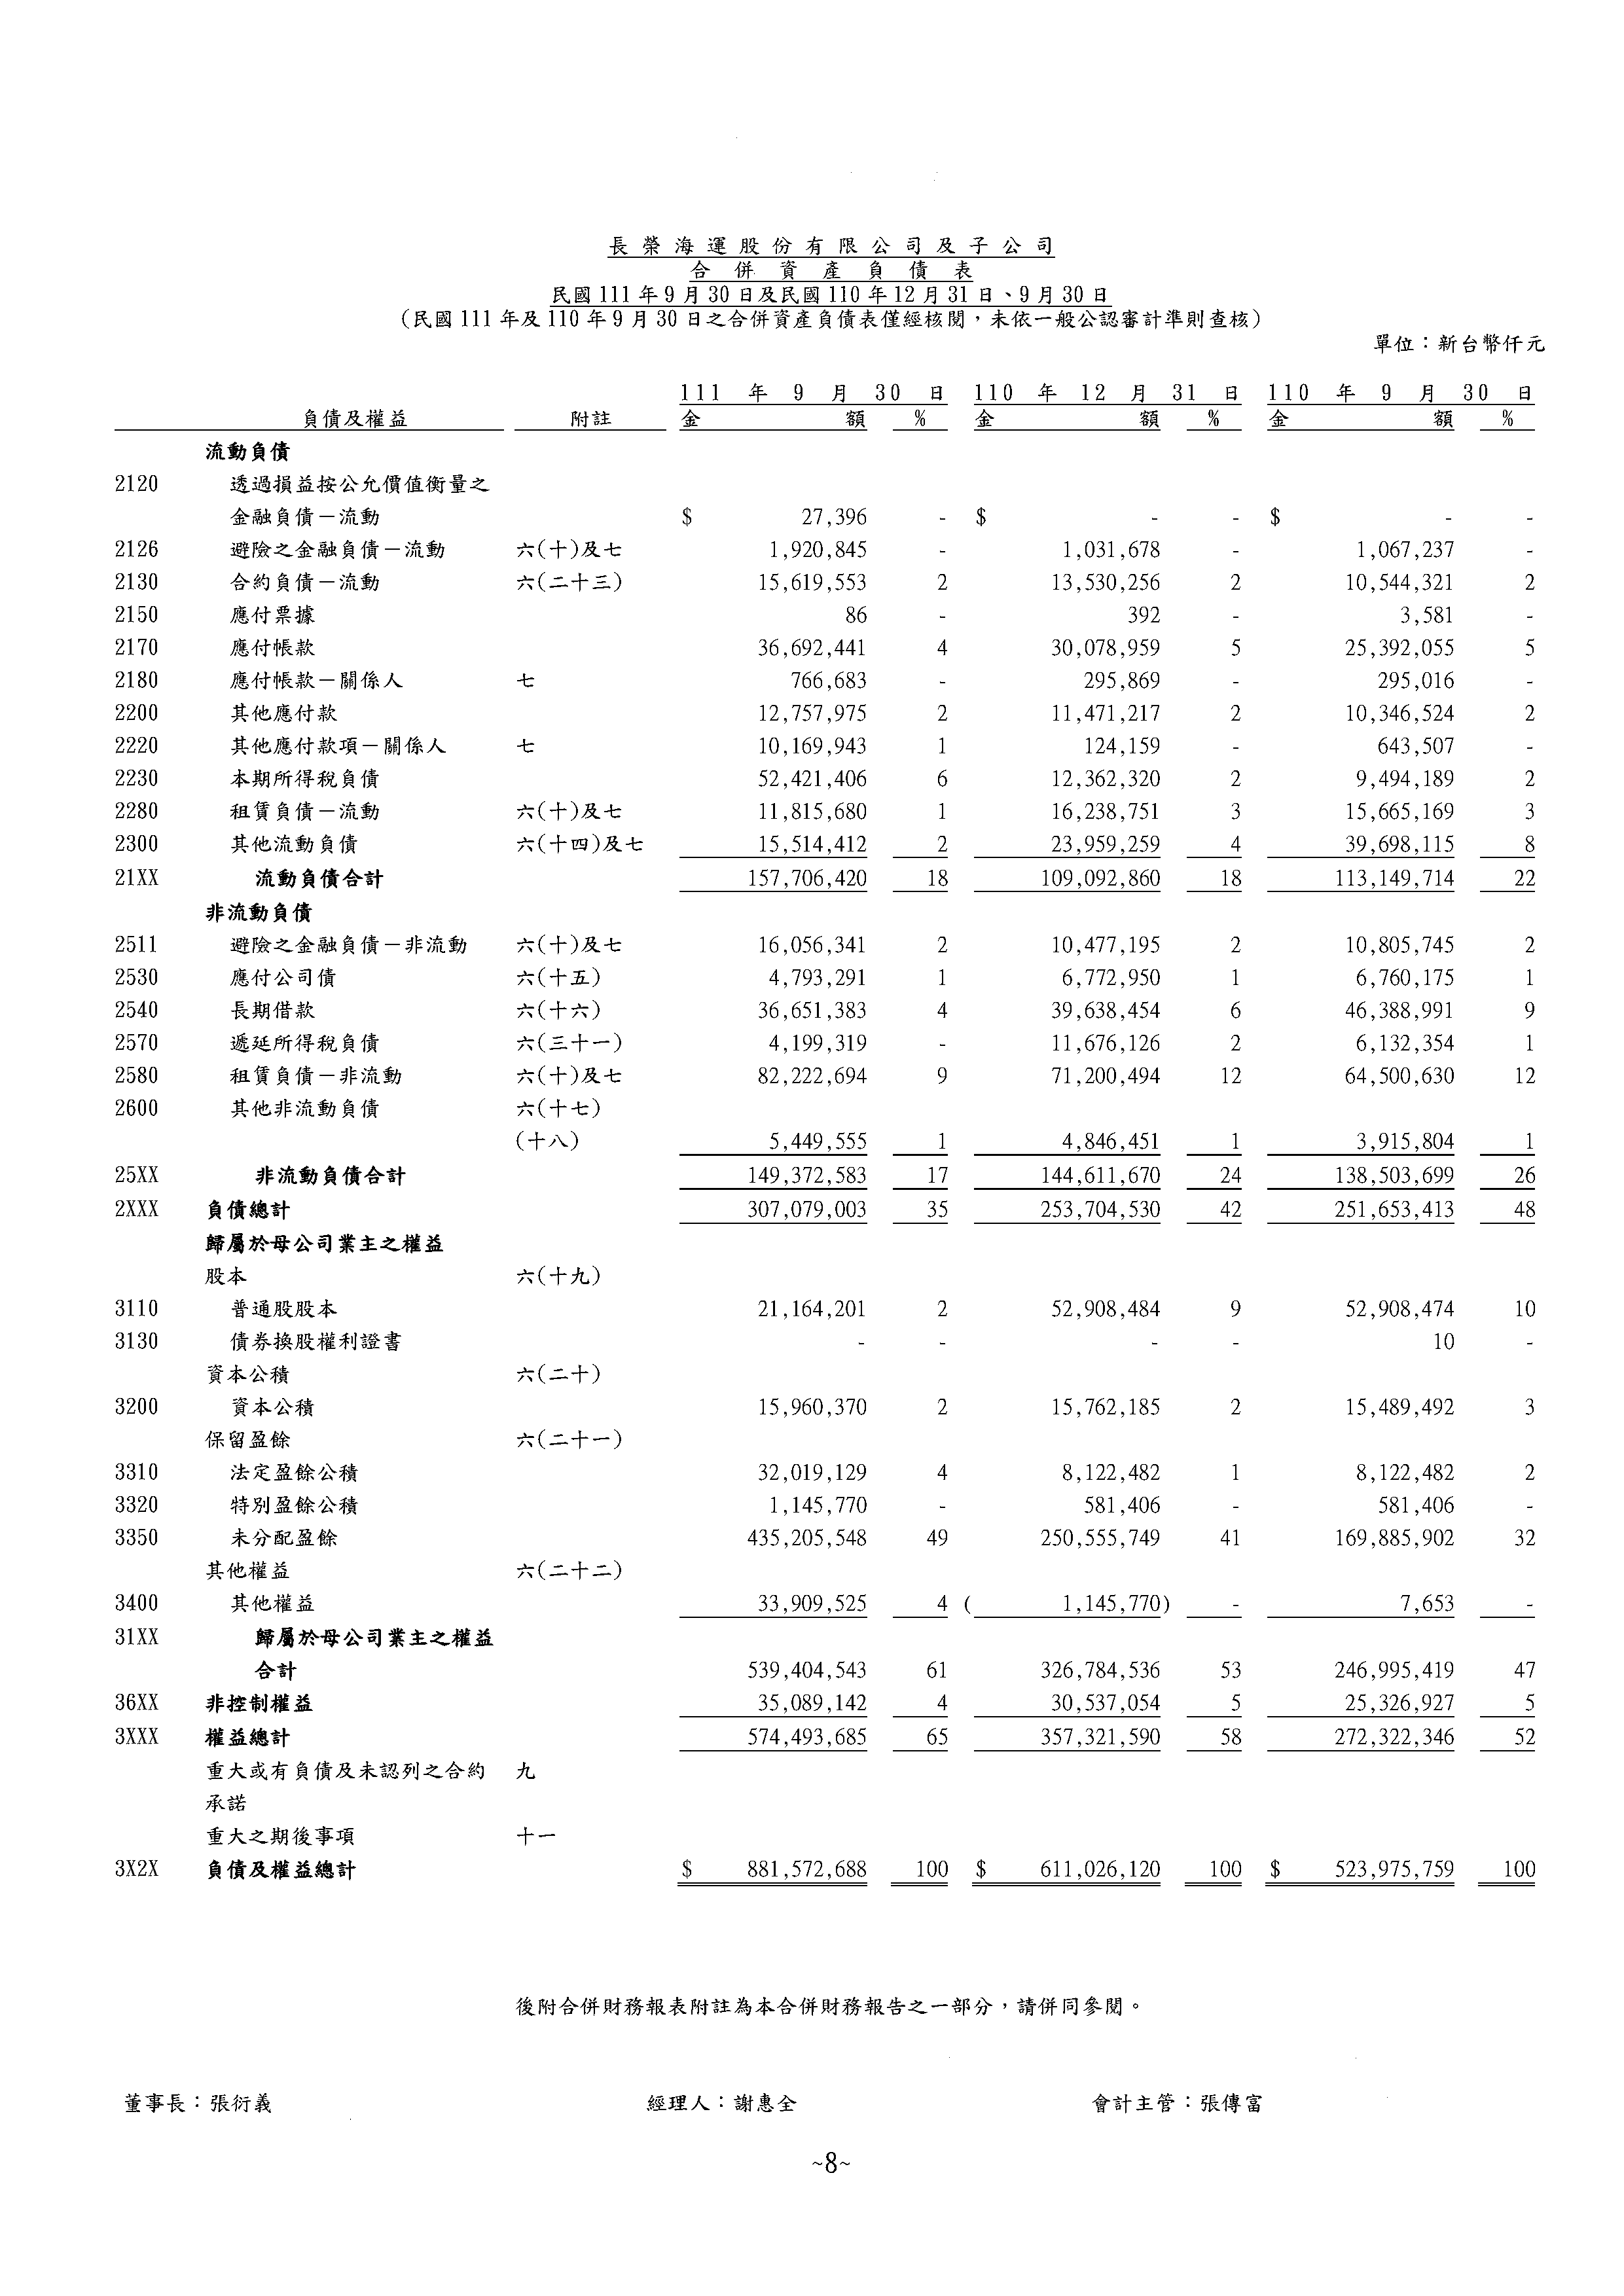 長榮海運股份有限公司及子公司
合併資產負債表
民國111年9月30日及民國110年12月31日、9月30日
（民國111年及110年9月30日之合併資產負債表僅經核閱，未依一般公認審計準則查核）
單位：新台幣仟元
111年9月30日 110年12月31日 110年9月30日
負債及權益 附註 金額 % 金額 % 金額 %
流動負債
2120 透過損益按公允價值衡量之
金融負債－流動 $ 27,396 - $ - - $ - -
2126 避險之金融負債－流動 六(十)及七 1,920,845 - 1,031,678 - 1,067,237 -
2130 合約負債－流動 六(二十三) 15,619,553 2 13,530,256 2 10,544,321 2
2150 應付票據 86 - 392 - 3,581 -
2170 應付帳款 36,692,441 4 30,078,959 5 25,392,055 5
2180 應付帳款－關係人 七 766,683 - 295,869 - 295,016 -
2200 其他應付款 12,757,975 2 11,471,217 2 10,346,524 2
2220 其他應付款項－關係人 七 10,169,943 1 124,159 - 643,507 -
2230 本期所得稅負債 52,421,406 6 12,362,320 2 9,494,189 2
2280 租賃負債－流動 六(十)及七 11,815,680 1 16,238,751 3 15,665,169 3
2300 其他流動負債 六(十四)及七 15,514,412 2 23,959,259 4 39,698,115 8
21XX 流動負債合計 157,706,420 18 109,092,860 18 113,149,714 22
非流動負債
2511 避險之金融負債－非流動 六(十)及七 16,056,341 2 10,477,195 2 10,805,745 2
2530 應付公司債 六(十五) 4,793,291 1 6,772,950 1 6,760,175 1
2540 長期借款 六(十六) 36,651,383 4 39,638,454 6 46,388,991 9
2570 遞延所得稅負債 六(三十一) 4,199,319 - 11,676,126 2 6,132,354 1
2580 租賃負債－非流動 六(十)及七 82,222,694 9 71,200,494 12 64,500,630 12
2600 其他非流動負債 六(十七)
(十八) 5,449,555 1 4,846,451 1 3,915,804 1
25XX 非流動負債合計 149,372,583 17 144,611,670 24 138,503,699 26
2XXX 負債總計 307,079,003 35 253,704,530 42 251,653,413 48
歸屬於母公司業主之權益
股本 六(十九)
3110 普通股股本 21,164,201 2 52,908,484 9 52,908,474 10
3130 債券換股權利證書 - - - - 10 -
資本公積 六(二十)
3200 資本公積 15,960,370 2 15,762,185 2 15,489,492 3
保留盈餘 六(二十一)
3310 法定盈餘公積 32,019,129 4 8,122,482 1 8,122,482 2
3320 特別盈餘公積 1,145,770 - 581,406 - 581,406 -
3350 未分配盈餘 435,205,548 49 250,555,749 41 169,885,902 32
其他權益 六(二十二)
3400 其他權益 33,909,525 4 ( 1,145,770) - 7,653 -
31XX 歸屬於母公司業主之權益
合計 539,404,543 61 326,784,536 53 246,995,419 47
36XX 非控制權益 35,089,142 4 30,537,054 5 25,326,927 5
3XXX 權益總計 574,493,685 65 357,321,590 58 272,322,346 52
重大或有負債及未認列之合約 九
承諾
重大之期後事項 十一
3X2X 負債及權益總計 $ 881,572,688 100 $ 611,026,120 100 $ 523,975,759 100
後附合併財務報表附註為本合併財務報告之一部分，請併同參閱。
董事長：張衍義 經理人：謝惠全 會計主管：張傳富
~8~